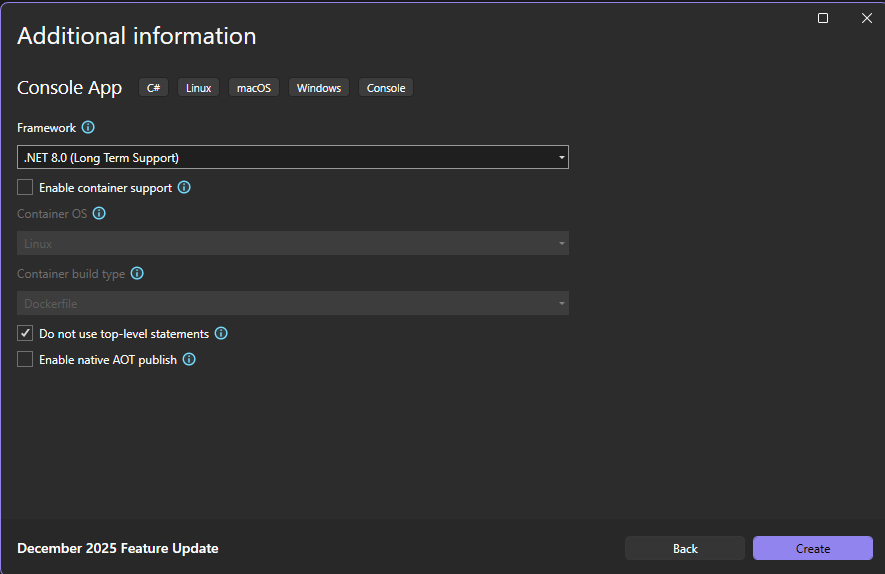 Additional information
Console App C# Linux macOS Windows Console
Framework
.NET 8.0 (Long Term Support)
Enable container support
Container OS
Linux
Container build type
Dockerfile
Do not use top-level statements
Enable native AOT publish
December 2025 Feature Update Back Create